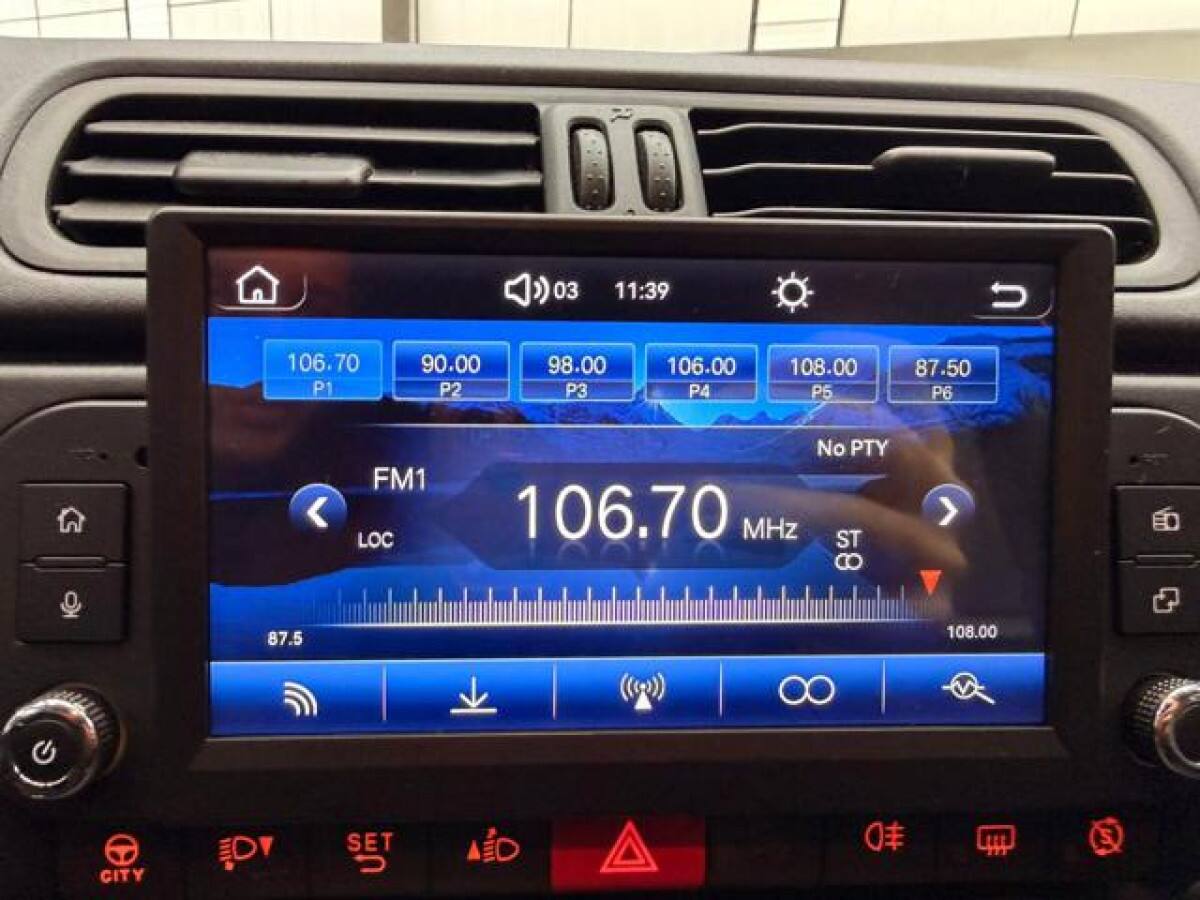 03 11:39
106.70 90.00 98.00 106.00 108.00 87.50
P1 P2 P3 P4 P5 P6
No PTY
FM1
106.70 MHz
LOC
ST
87.5 108.00
SET
CITY